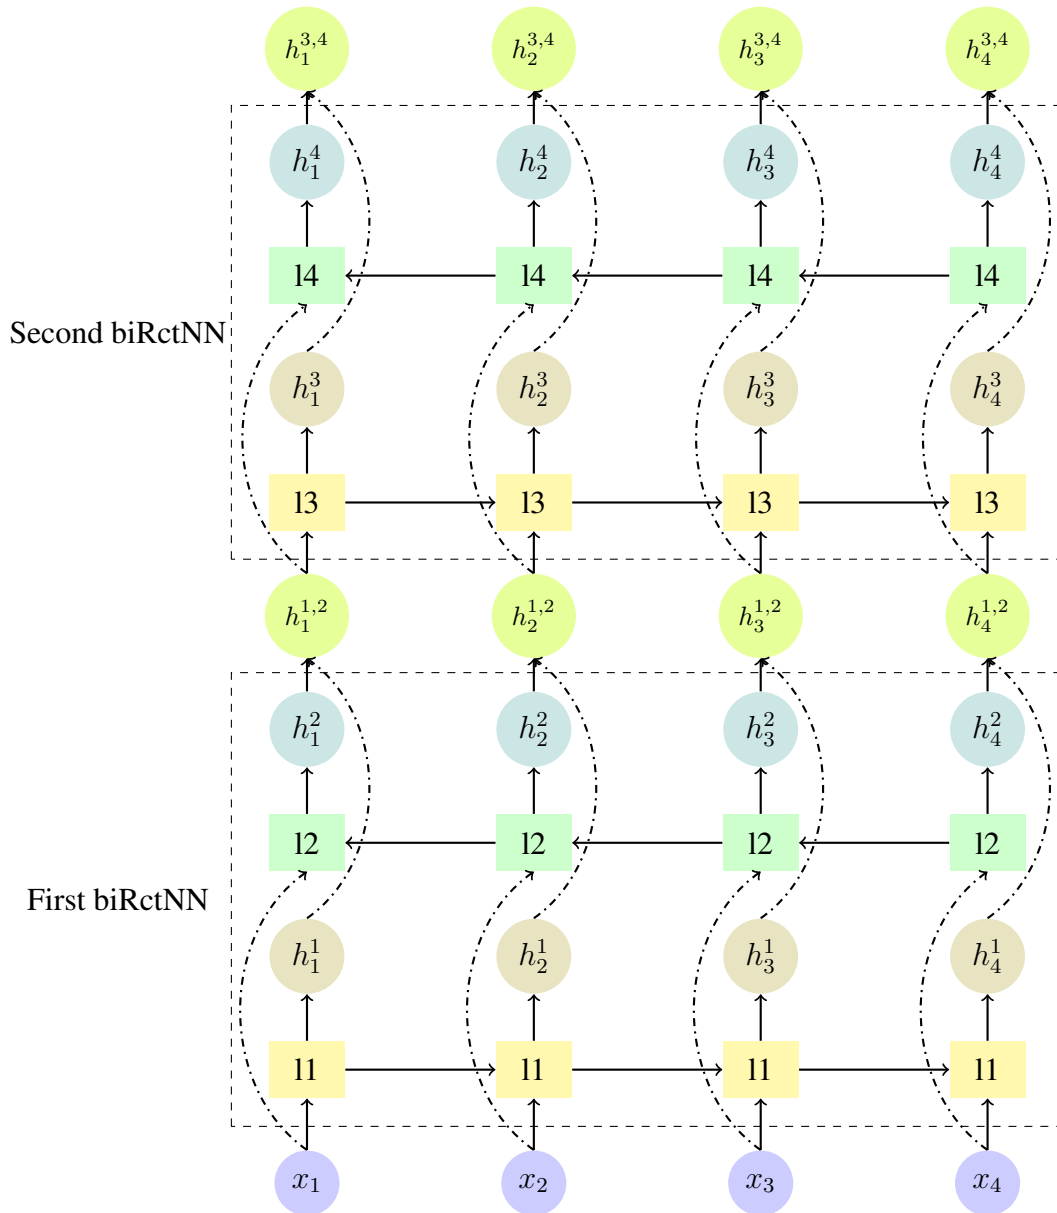 h_1^{3,4} h_2^{3,4} h_3^{3,4} h_4^{3,4}
h_1^4 h_2^4 h_3^4 h_4^4
l4 l4 l4 l4
Second biRctNN
h_1^3 h_2^3 h_3^3 h_4^3
l3 l3 l3 l3
h_1^{1,2} h_2^{1,2} h_3^{1,2} h_4^{1,2}
h_1^2 h_2^2 h_3^2 h_4^2
l2 l2 l2 l2
First biRctNN
h_1^1 h_2^1 h_3^1 h_4^1
l1 l1 l1 l1
x_1 x_2 x_3 x_4